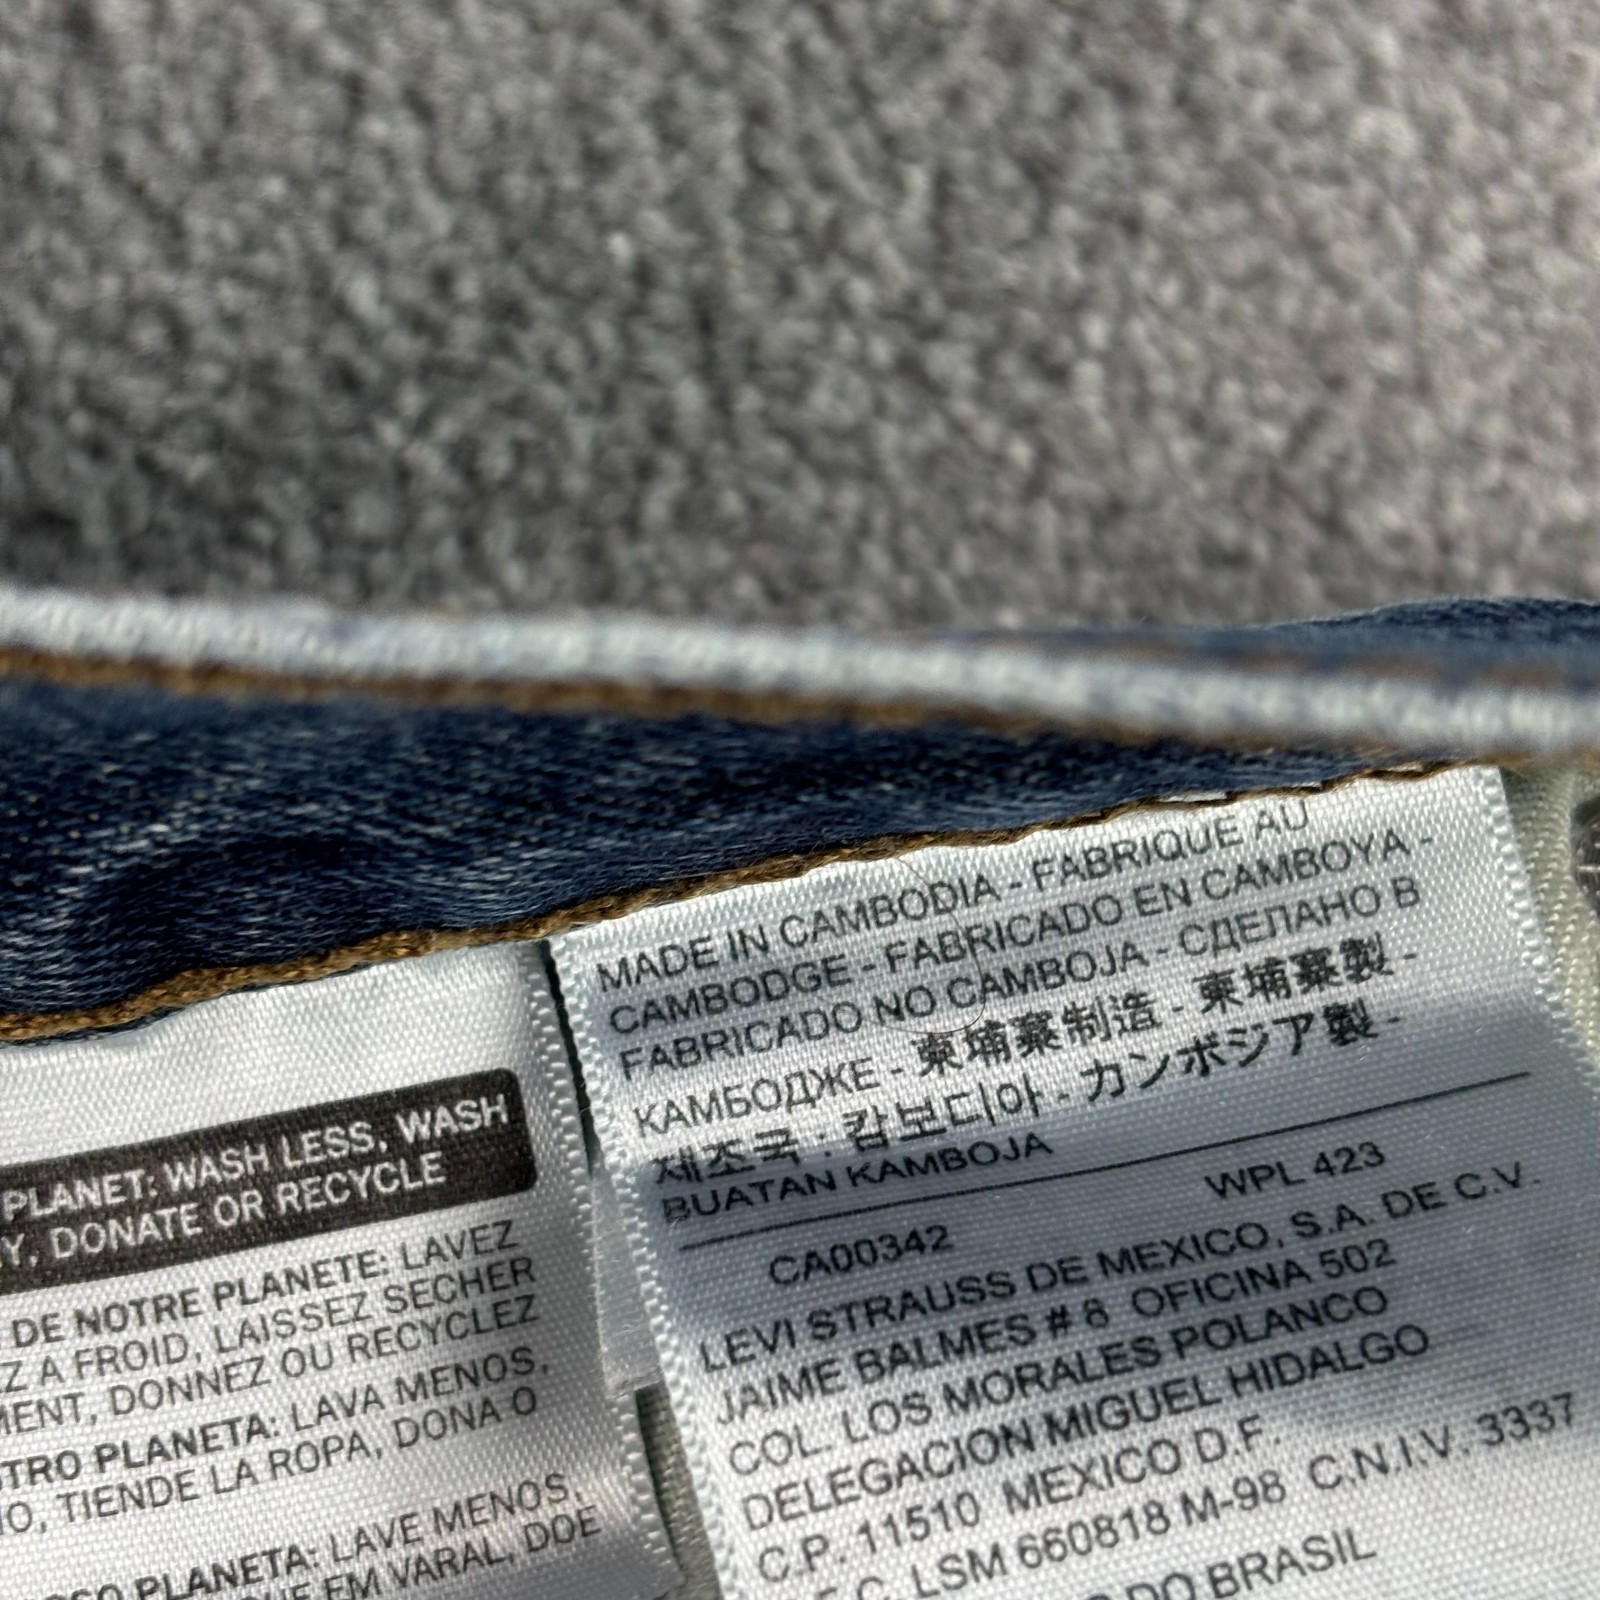 PLANET: WASH LESS, WASH
Y, DONATE OR RECYCLE
DE NOTRE PLANETE: LAVEZ
Z A FROID, LAISSEZ SECHER
MENT, DONNEZ OU RECYCLEZ
STRO PLANETA: LAVA MENOS,
IO, TIENDE LA ROPA, DONA O
PLANETA: LAVE MENOS,
QUE EM VARAL, DOE
MADE IN CAMBODIA - FABRIQUE AU
CAMBODGE - FABRICADO EN CAMBOYA -
FABRICADO NO CAMBOJA - СДЕЛАНО В
КАМБОДЖЕ - 柬埔寨制造 - 柬埔寨製 -
제조국 : 캄보디아 - カンボジア製 -
BUATAN KAMBOJA
CA00342 WPL 423
LEVI STRAUSS DE MEXICO, S.A. DE C.V.
JAIME BALMES # 8 OFICINA 502
COL. LOS MORALES POLANCO
DELEGACION MIGUEL HIDALGO
C.P. 11510 MEXICO D.F.
F.C. LSM 660818 M-98 C.N.I.V. 3337
DO BRASIL